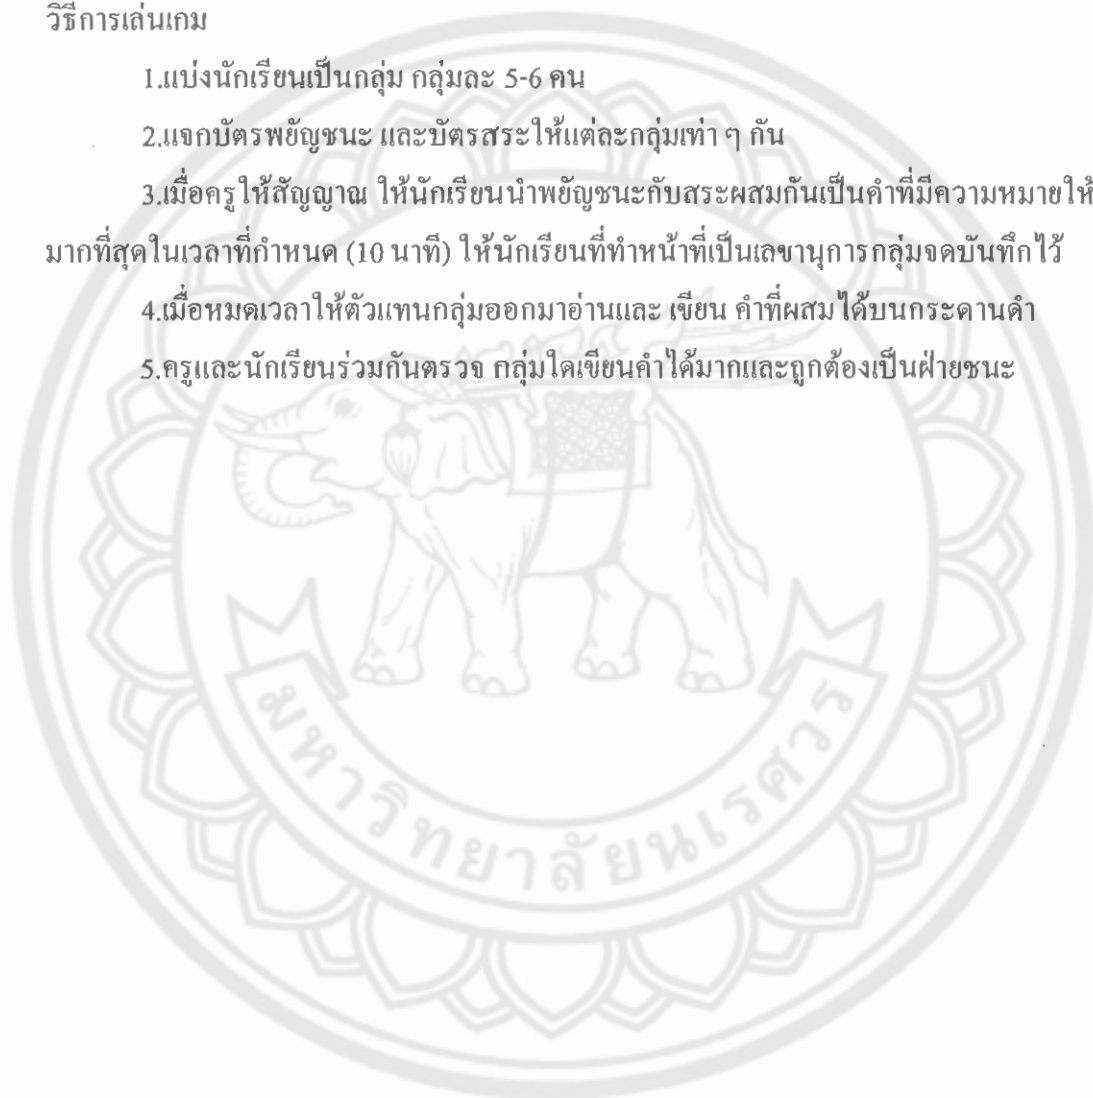 วิธีการเล่นเกม
1.แบ่งนักเรียนเป็นกลุ่ม กลุ่มละ 5-6 คน
2.แจกบัตรพยัญชนะ และบัตรสระให้แต่ละกลุ่มเท่า ๆ กัน
3.เมื่อครูให้สัญญาณ ให้นักเรียนนำพยัญชนะกับสระผสมกันเป็นคำที่มีความหมายให้
มากที่สุดในเวลาที่กำหนด (10 นาที) ให้นักเรียนที่ทำหน้าที่เป็นเลขานุการกลุ่มจดบันทึกไว้
4.เมื่อหมดเวลาให้ตัวแทนกลุ่มออกมาอ่านและ เขียน คำที่ผสมได้บนกระดานดำ
5.ครูและนักเรียนร่วมกันตรวจ กลุ่มใดเขียนคำได้มากและถูกต้องเป็นฝ่ายชนะ
มหาวิทยาลัยนเรศวร